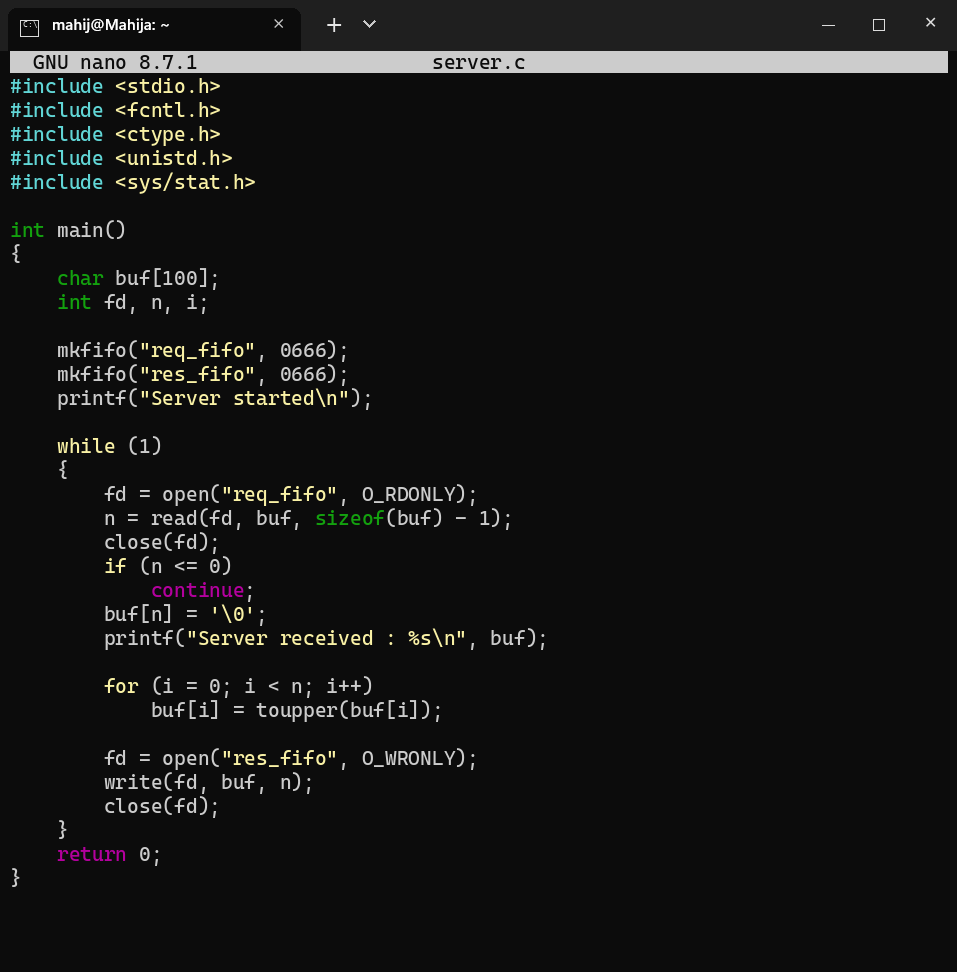 mahij@Mahija: ~
GNU nano 8.7.1 server.c
#include <stdio.h>
#include <fcntl.h>
#include <ctype.h>
#include <unistd.h>
#include <sys/stat.h>

int main()
{
    char buf[100];
    int fd, n, i;

    mkfifo("req_fifo", 0666);
    mkfifo("res_fifo", 0666);
    printf("Server started\n");

    while (1)
    {
        fd = open("req_fifo", O_RDONLY);
        n = read(fd, buf, sizeof(buf) - 1);
        close(fd);
        if (n <= 0)
            continue;
        buf[n] = '\0';
        printf("Server received : %s\n", buf);

        for (i = 0; i < n; i++)
            buf[i] = toupper(buf[i]);

        fd = open("res_fifo", O_WRONLY);
        write(fd, buf, n);
        close(fd);
    }
    return 0;
}